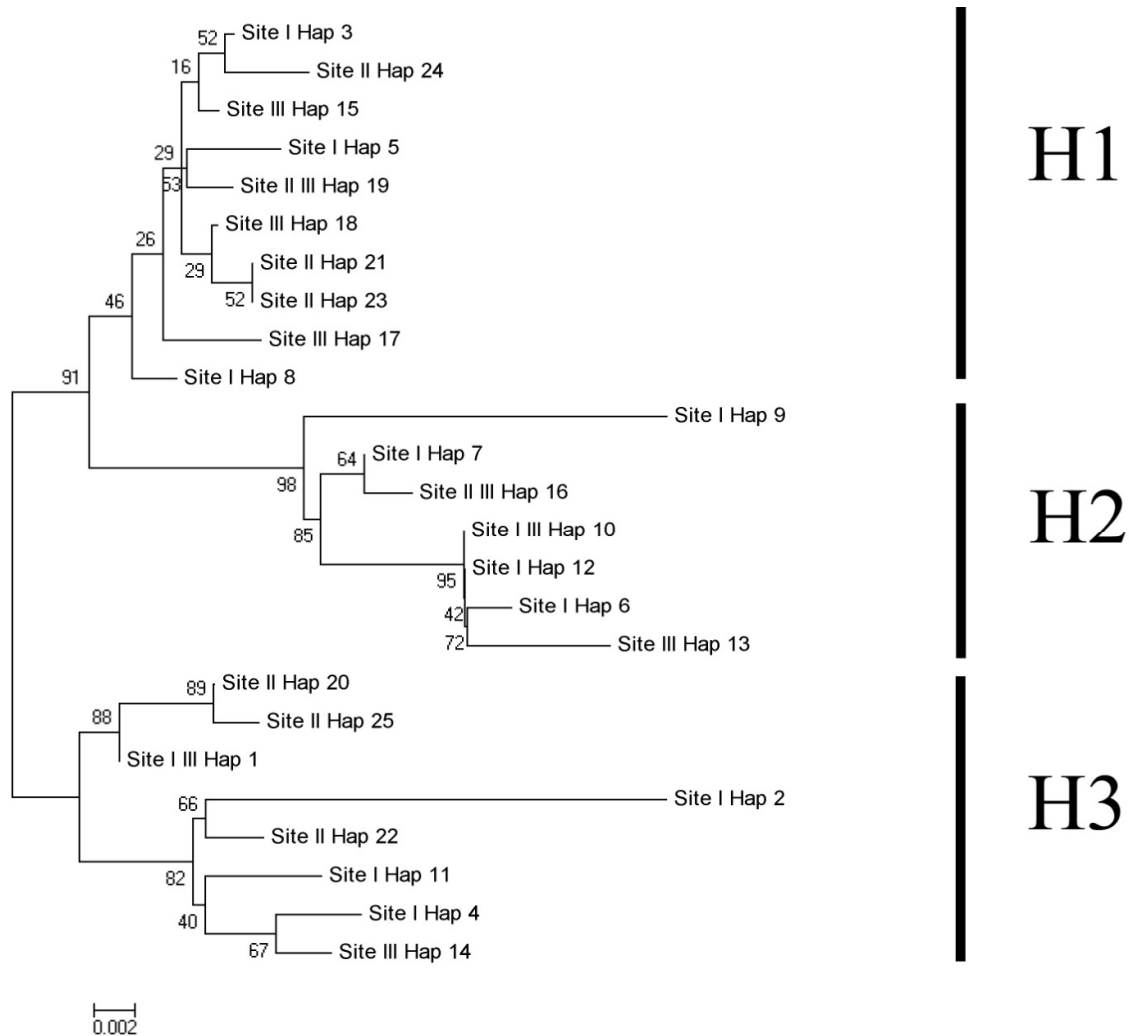 52
Site I Hap 3
16
Site II Hap 24
Site III Hap 15
29
Site I Hap 5
53
Site II III Hap 19
Site III Hap 18
26
29
Site II Hap 21
52
Site II Hap 23
46
Site III Hap 17
91
Site I Hap 8
H1
Site I Hap 9
64
Site I Hap 7
98
Site II III Hap 16
85
Site I III Hap 10
95
Site I Hap 12
42
Site I Hap 6
72
Site III Hap 13
H2
89
Site II Hap 20
88
Site II Hap 25
Site I III Hap 1
66
Site I Hap 2
Site II Hap 22
82
Site I Hap 11
40
Site I Hap 4
67
Site III Hap 14
H3
0.002